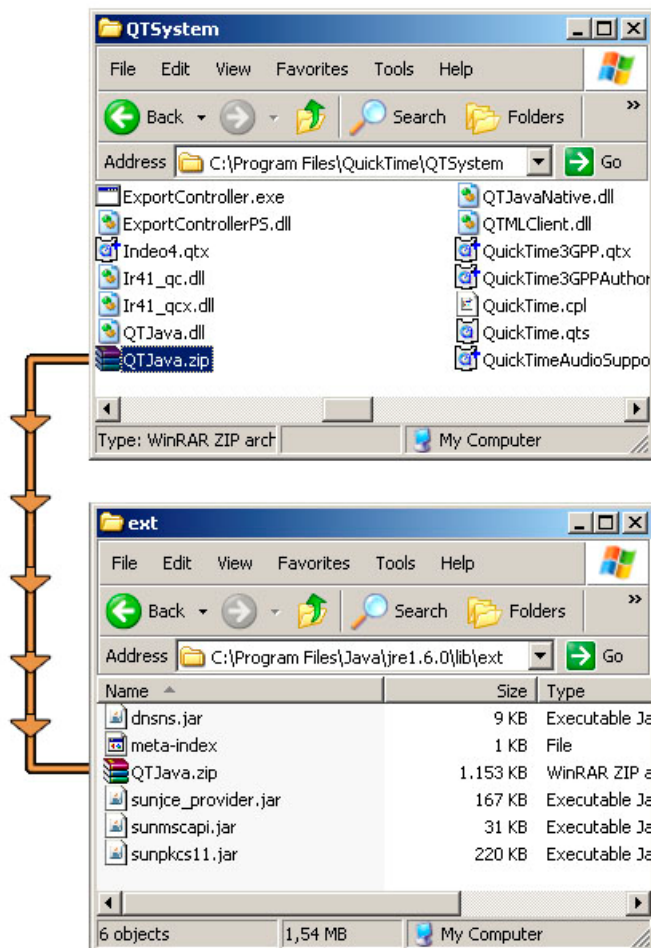 QTSystem
File Edit View Favorites Tools Help
Back Search Folders »
Address C:\Program Files\QuickTime\QTSystem Go
ExportController.exe QTJavaNative.dll
ExportControllerPS.dll QTMLClient.dll
Indeo4.qtx QuickTime3GPP.qtx
Ir41_qc.dll QuickTime3GPPAuthor
Ir41_qcx.dll QuickTime.cpl
QTJava.dll QuickTime.qts
QTJava.zip QuickTimeAudioSuppo
Type: WinRAR ZIP arch My Computer
ext
File Edit View Favorites Tools Help
Back Search Folders »
Address C:\Program Files\Java\jre1.6.0\lib\ext Go
Name Size Type
dnsns.jar 9 KB Executable Ja
meta-index 1 KB File
QTJava.zip 1.153 KB WinRAR ZIP a
sunjce_provider.jar 167 KB Executable Ja
sunmscapi.jar 31 KB Executable Ja
sunpkcs11.jar 220 KB Executable Ja
6 objects 1,54 MB My Computer